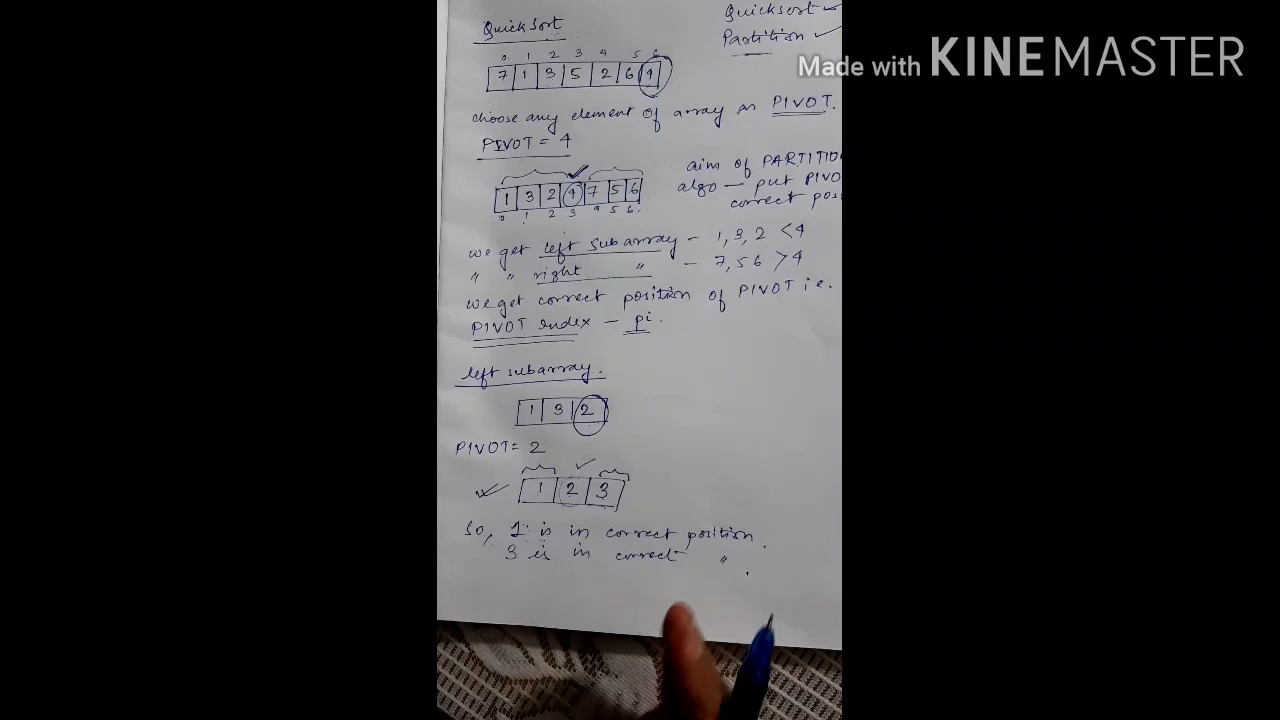 Quicksort
Quicksort
Partition
Made with KINEMASTER
0 1 2 3 4 5 6
7 1 3 5 2 6 4
choose any element of array as PIVOT.
PIVOT = 4
1 3 2 4 7 5 6
0 1 2 3 4 5 6.
aim of PARTITIO
algo — put PIVO
correct pos
we get left subarray – 1, 3, 2 < 4
" " right " – 7, 5 6 > 4
we get correct position of PIVOT i.e.
PIVOT Index – pi.
left subarray.
1 3 2
PIVOT = 2
1 2 3
So, 1 is in correct position.
3 is in correct " .